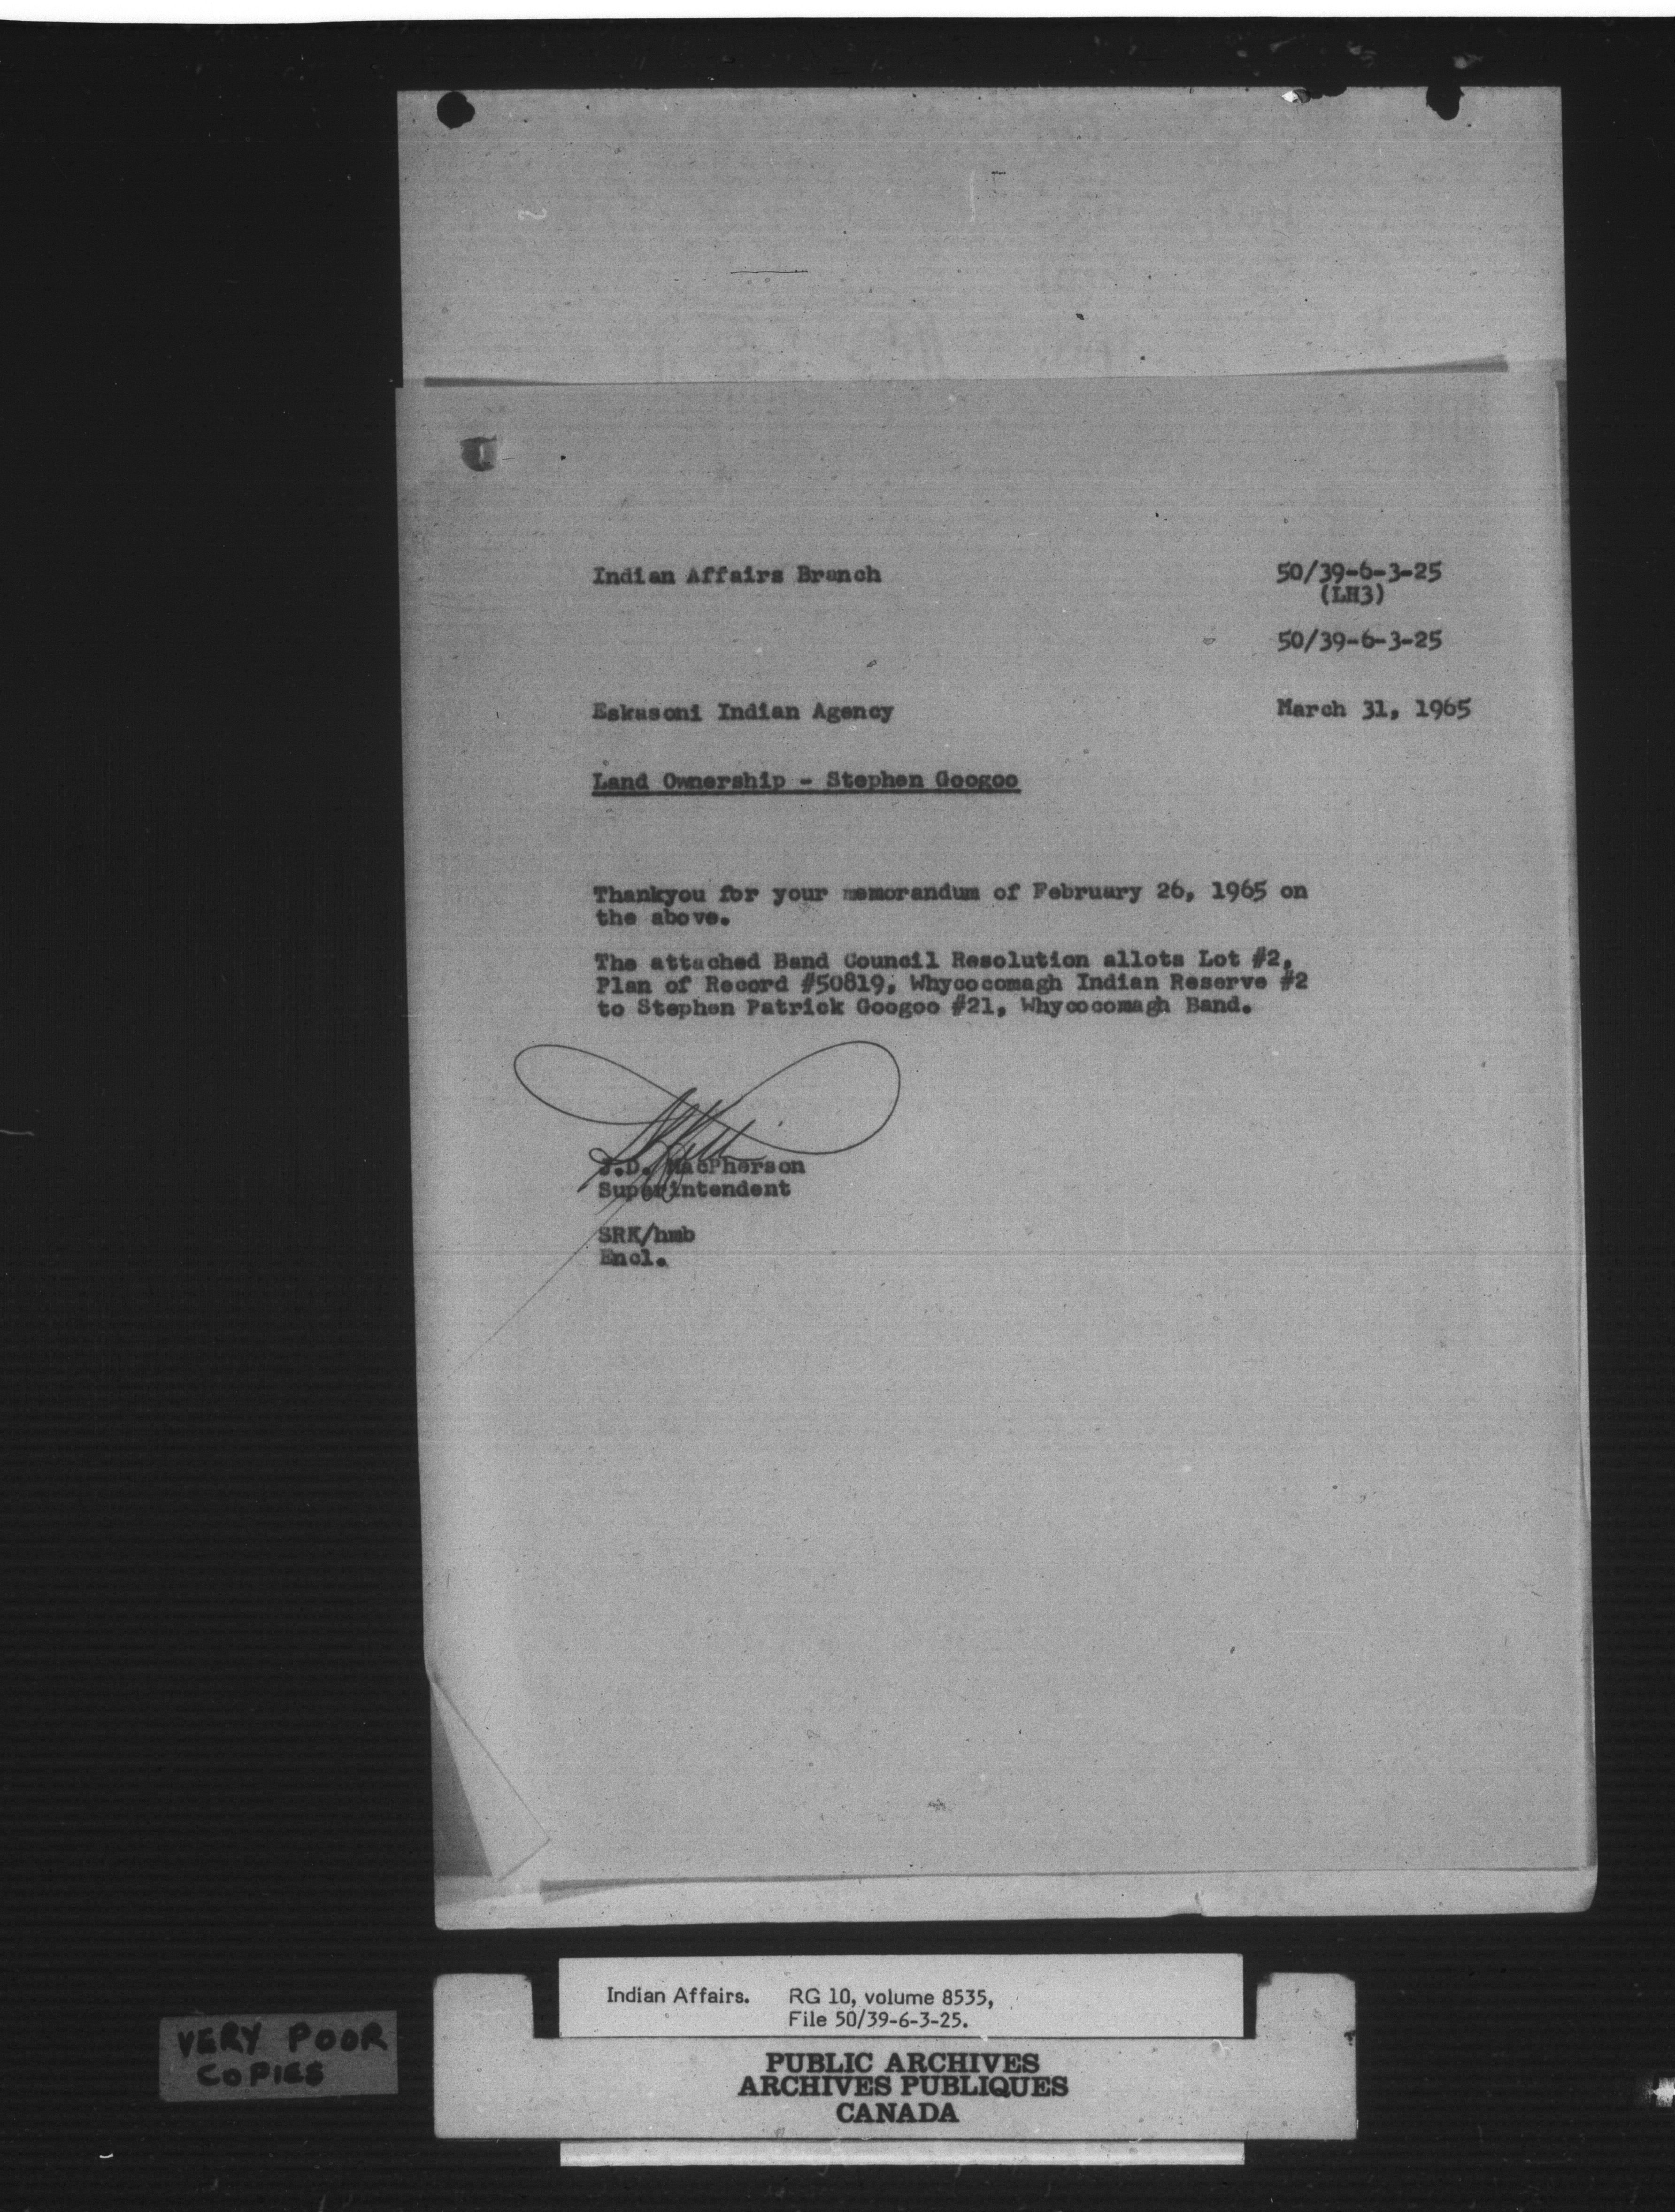 Indian Affairs Branch
50/39-6-3-25
(LH3)
50/39-6-3-25
Eskasoni Indian Agency
March 31, 1965
Land Ownership - Stephen Googoo
Thankyou for your memorandum of February 26, 1965 on
the above.
The attached Band Council Resolution allots Lot #2,
Plan of Record #50819, Whycocomagh Indian Reserve #2
to Stephen Patrick Googoo #21, Whycocomagh Band.
J.D. MacPherson
Superintendent
SRK/hmb
Encl.
Indian Affairs. RG 10, volume 8535,
File 50/39-6-3-25.
VERY POOR
COPIES
PUBLIC ARCHIVES
ARCHIVES PUBLIQUES
CANADA